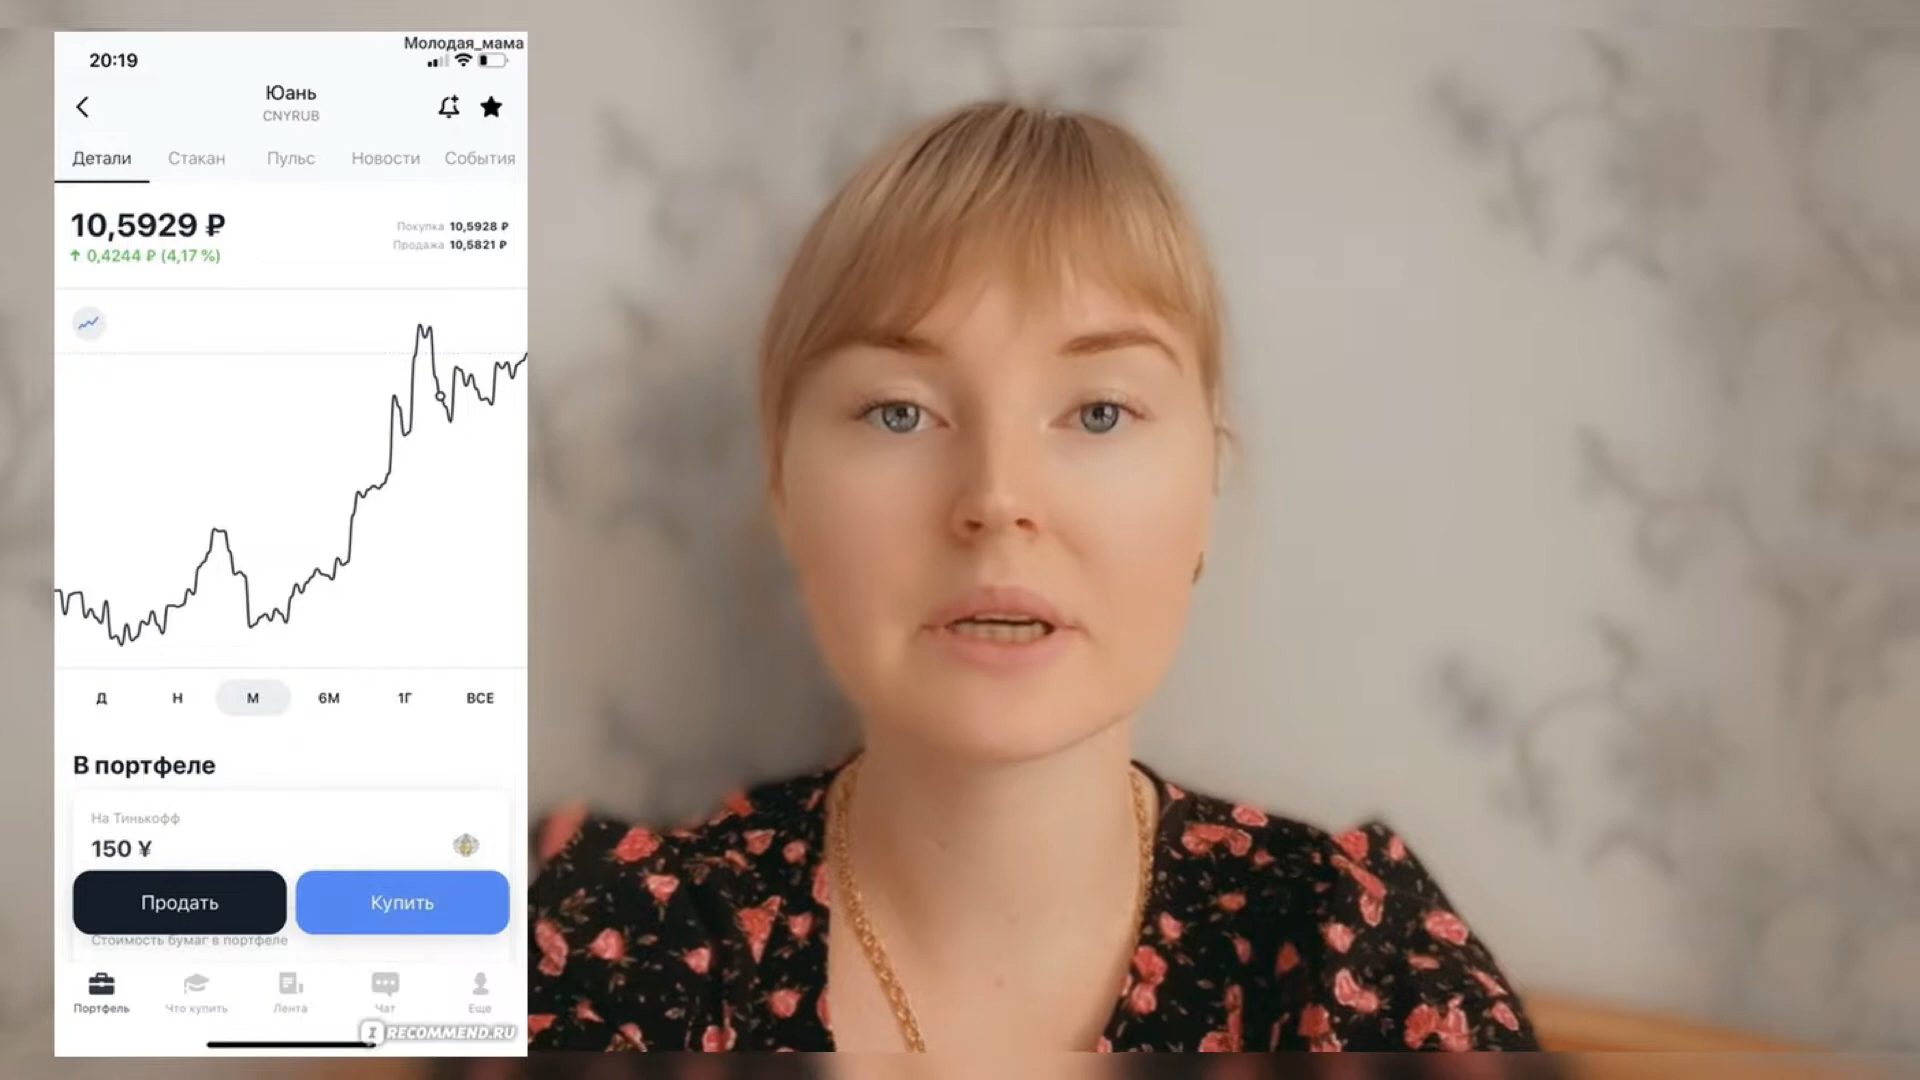 Молодая_мама
20:19
Юань
CNYRUB
Детали Стакан Пульс Новости События
10,5929 ₽
Покупка 10,5928 ₽
↑ 0,4244 ₽ (4,17 %)
Продажа 10,5821 ₽
Д Н М 6М 1Г ВСЕ
В портфеле
На Тинькофф
150 ¥
Продать Купить
Стоимость бумаг в портфеле
Портфель Что купить Лента Чат Еще
I RECOMMEND.RU